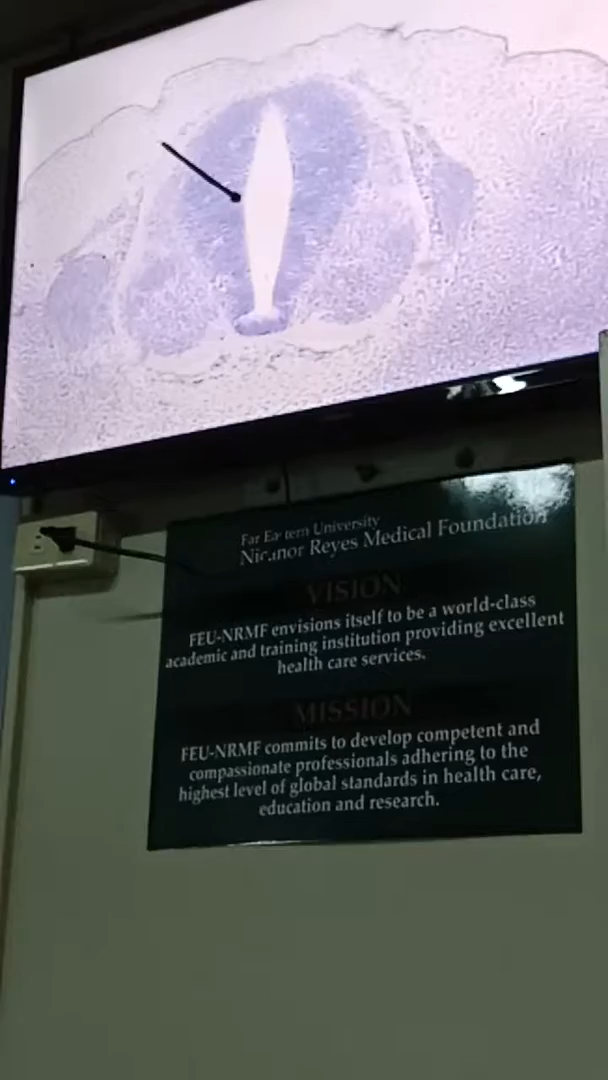 Far Eastern University
Nicanor Reyes Medical Foundation
VISION
FEU-NRMF envisions itself to be a world-class
academic and training institution providing excellent
health care services.
MISSION
FEU-NRMF commits to develop competent and
compassionate professionals adhering to the
highest level of global standards in health care,
education and research.